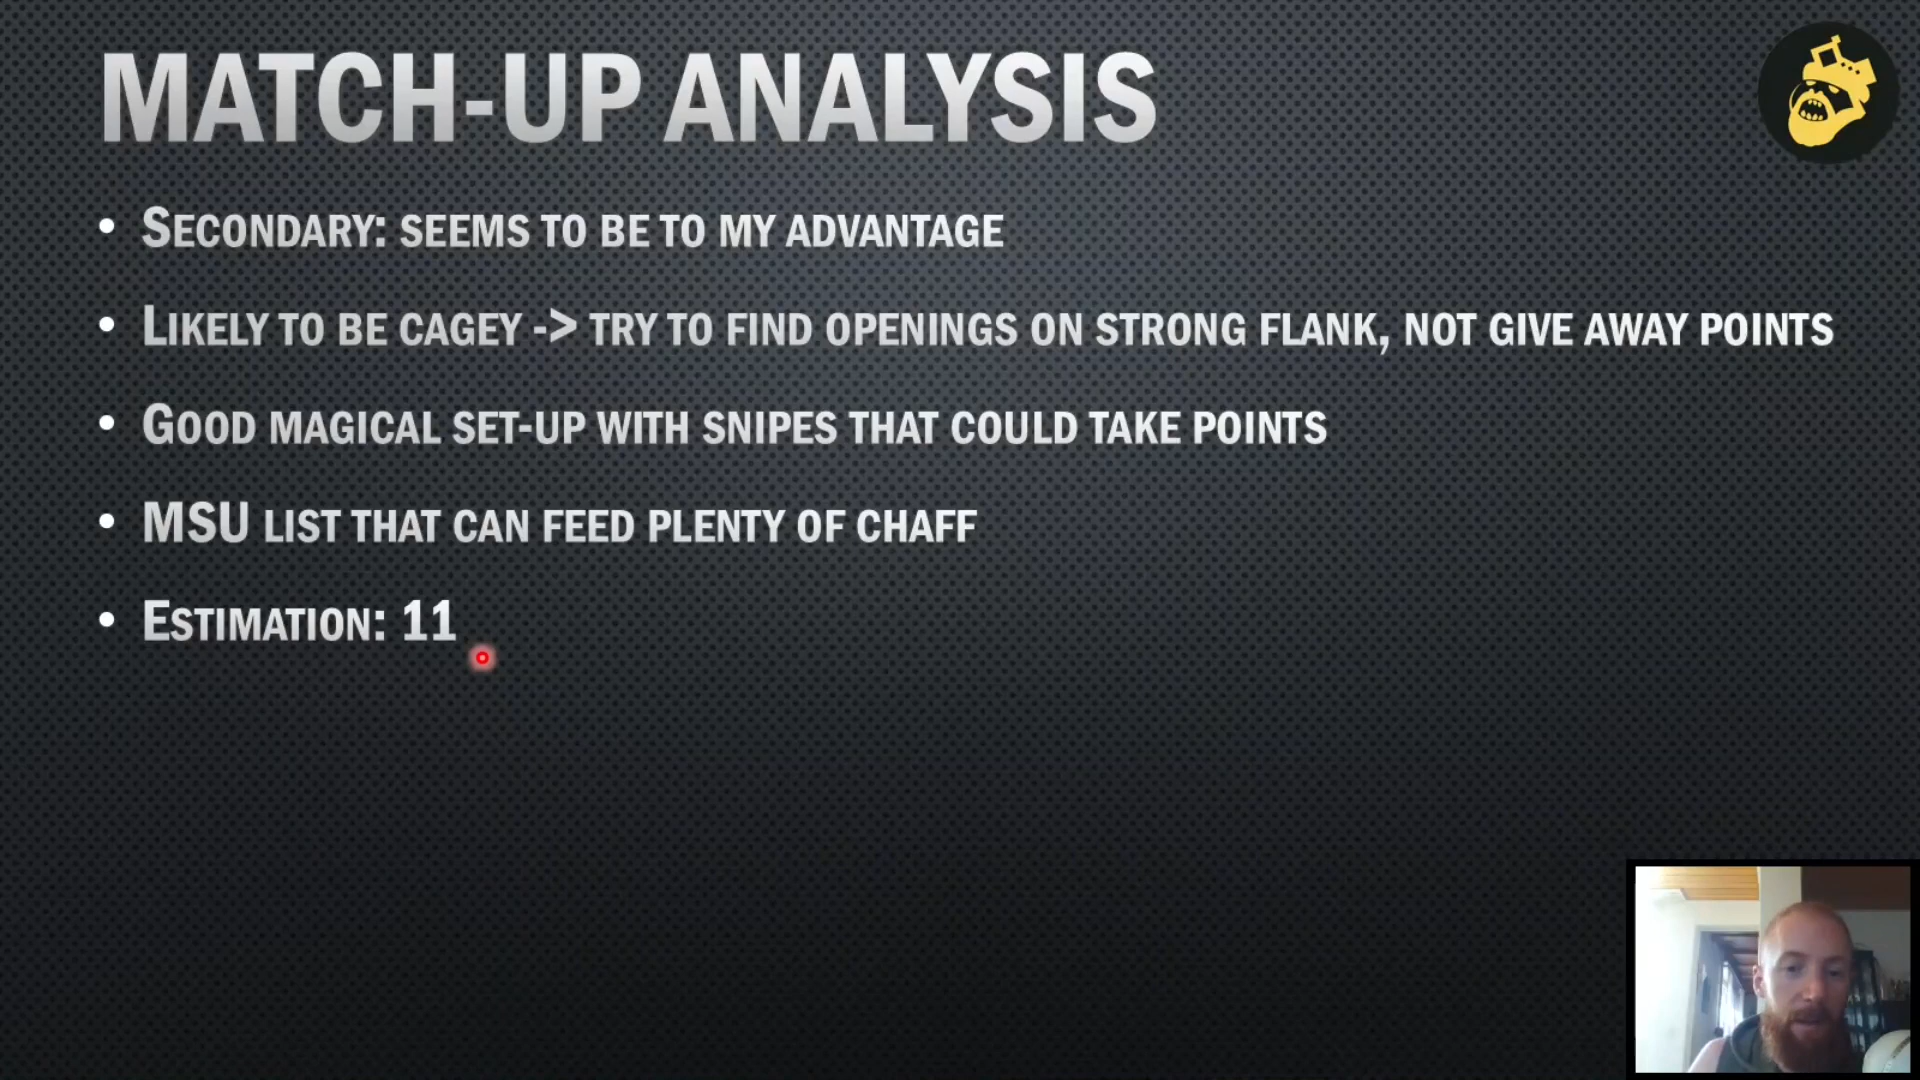 MATCH-UP ANALYSIS
• SECONDARY: SEEMS TO BE TO MY ADVANTAGE
• LIKELY TO BE CAGEY -> TRY TO FIND OPENINGS ON STRONG FLANK, NOT GIVE AWAY POINTS
• GOOD MAGICAL SET-UP WITH SNIPES THAT COULD TAKE POINTS
• MSU LIST THAT CAN FEED PLENTY OF CHAFF
• ESTIMATION: 11